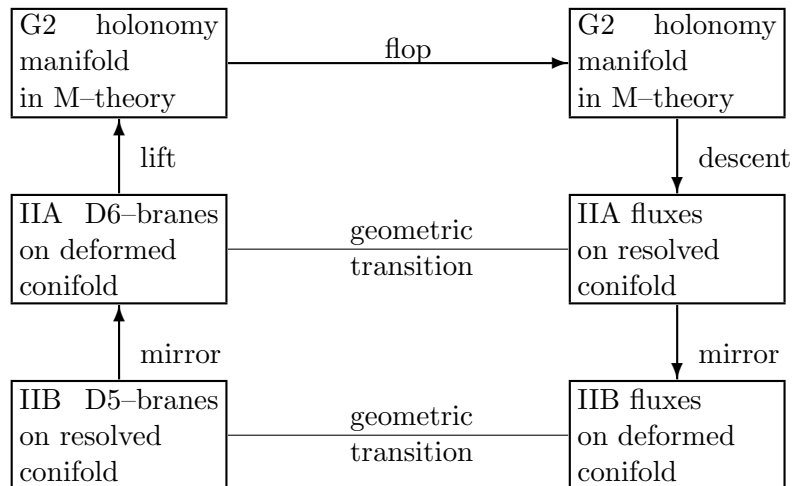 G2 holonomy
manifold
in M–theory
flop
G2 holonomy
manifold
in M–theory
lift
descent
IIA D6–branes
on deformed
conifold
geometric
transition
IIA fluxes
on resolved
conifold
mirror
mirror
IIB D5–branes
on resolved
conifold
geometric
transition
IIB fluxes
on deformed
conifold